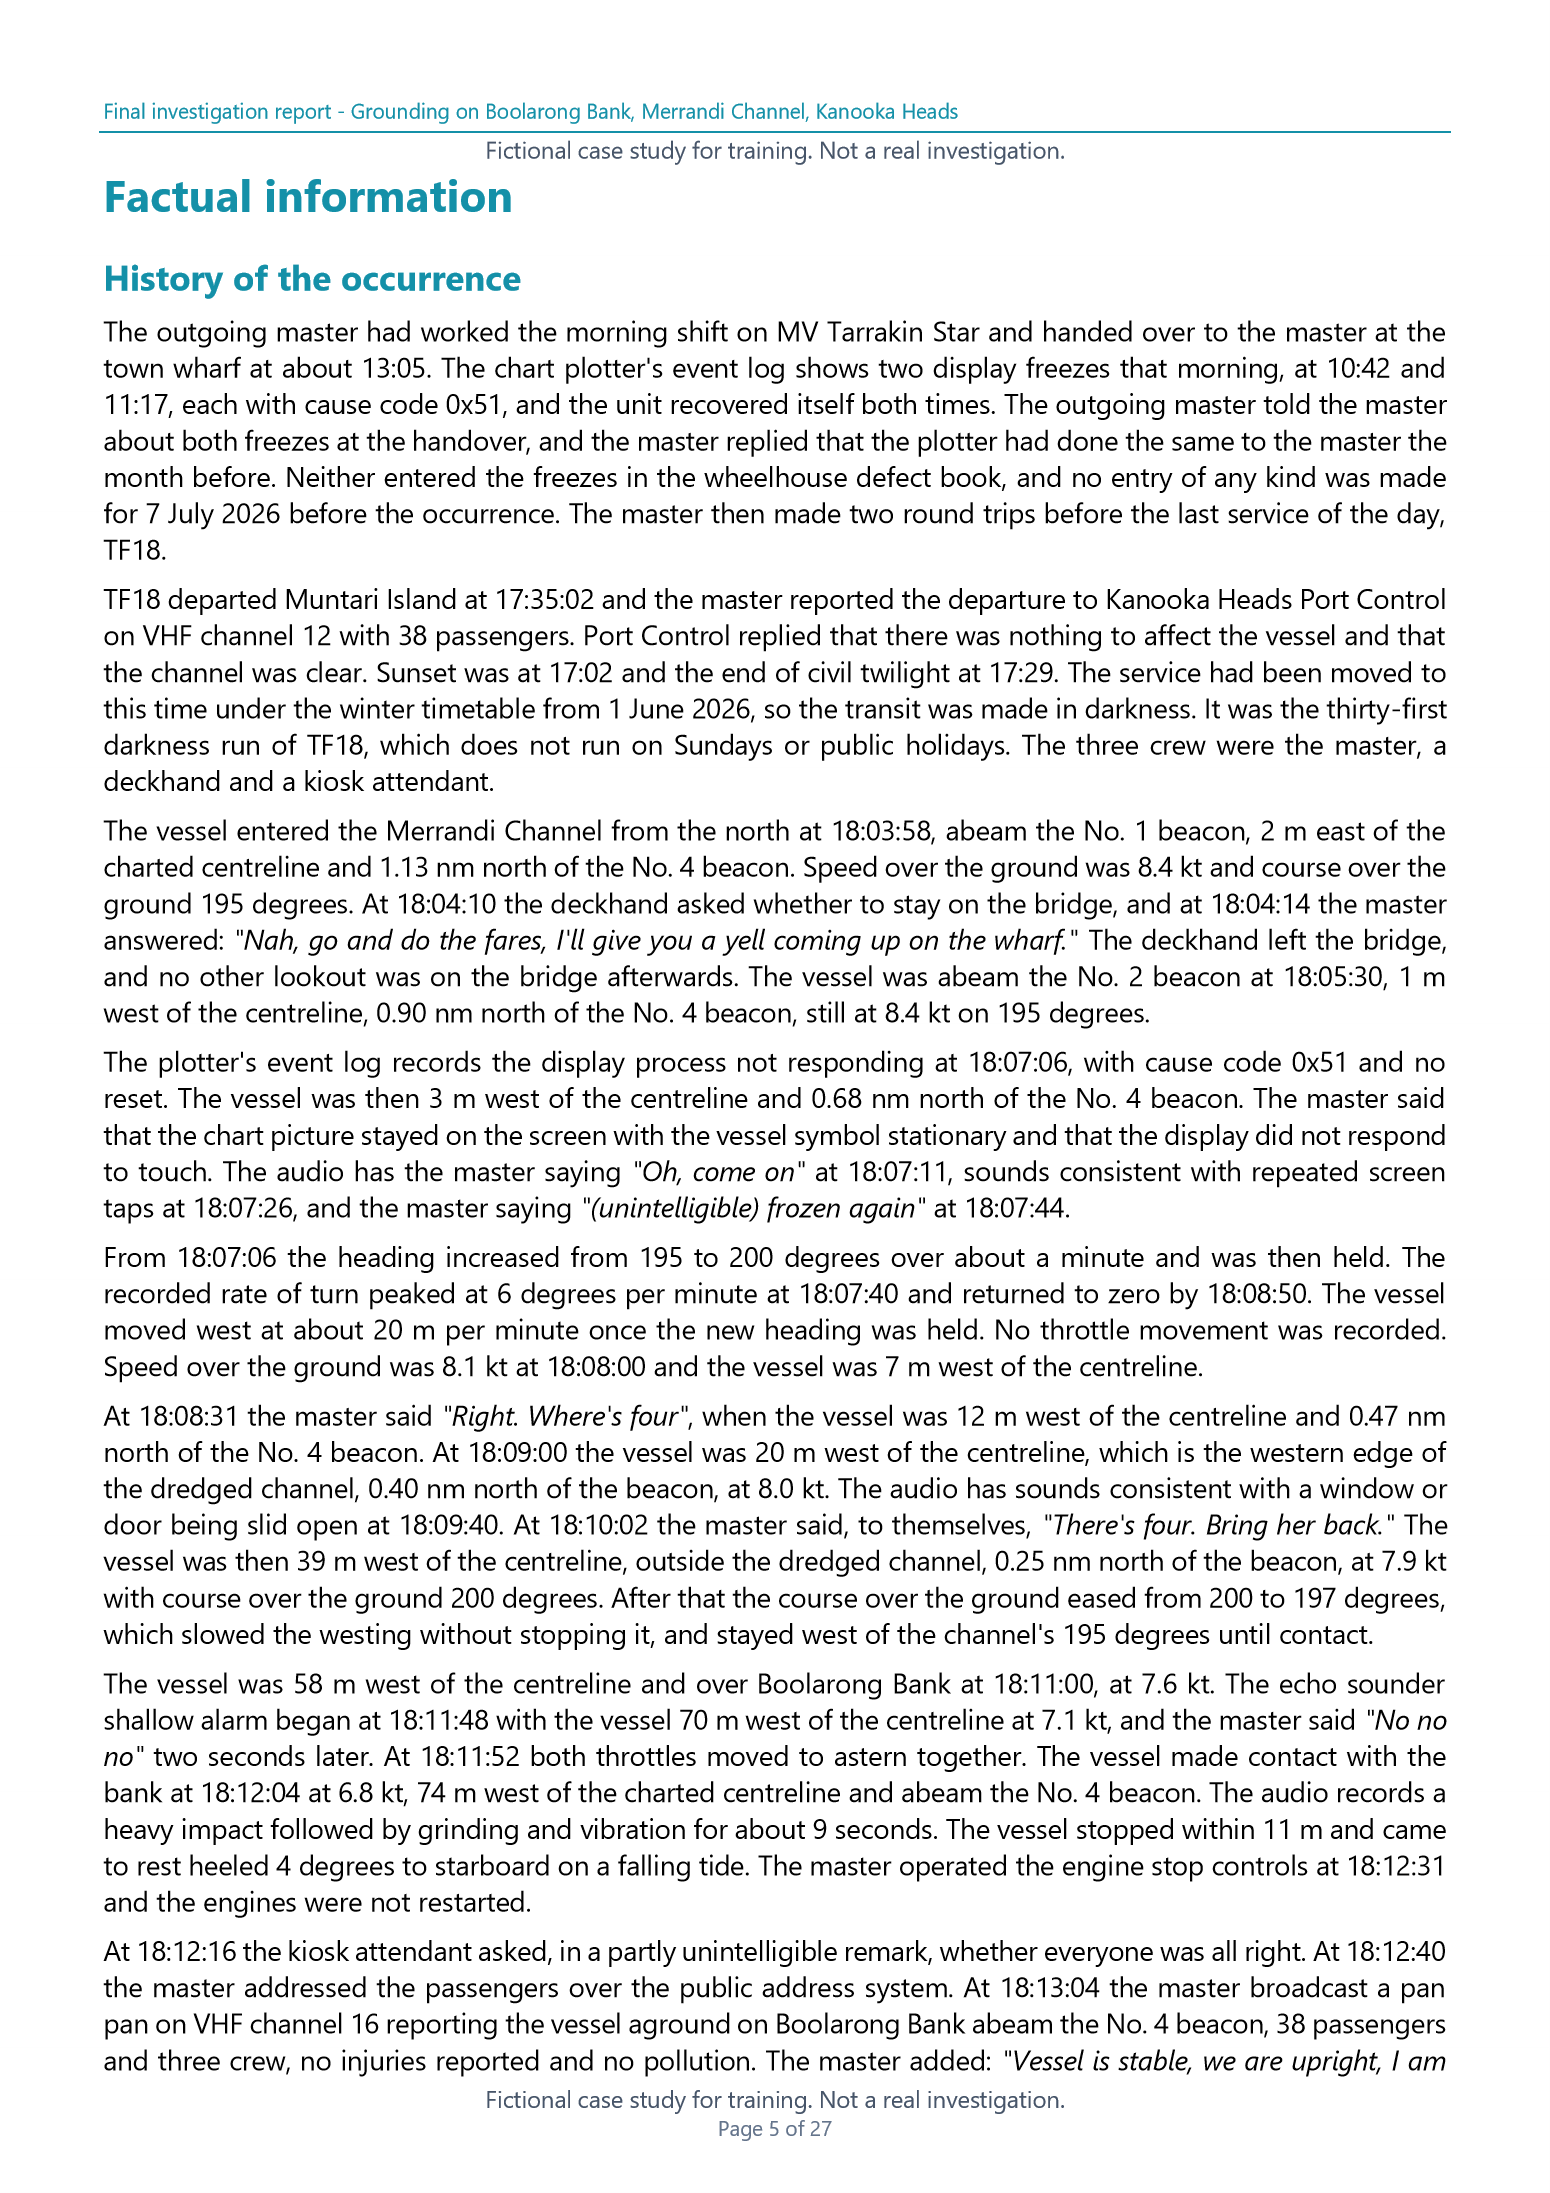 Final investigation report - Grounding on Boolarong Bank, Merrandi Channel, Kanooka Heads
Fictional case study for training. Not a real investigation.
Factual information
History of the occurrence
The outgoing master had worked the morning shift on MV Tarrakin Star and handed over to the master at the
town wharf at about 13:05. The chart plotter's event log shows two display freezes that morning, at 10:42 and
11:17, each with cause code 0x51, and the unit recovered itself both times. The outgoing master told the master
about both freezes at the handover, and the master replied that the plotter had done the same to the master the
month before. Neither entered the freezes in the wheelhouse defect book, and no entry of any kind was made
for 7 July 2026 before the occurrence. The master then made two round trips before the last service of the day,
TF18.
TF18 departed Muntari Island at 17:35:02 and the master reported the departure to Kanooka Heads Port Control
on VHF channel 12 with 38 passengers. Port Control replied that there was nothing to affect the vessel and that
the channel was clear. Sunset was at 17:02 and the end of civil twilight at 17:29. The service had been moved to
this time under the winter timetable from 1 June 2026, so the transit was made in darkness. It was the thirty-first
darkness run of TF18, which does not run on Sundays or public holidays. The three crew were the master, a
deckhand and a kiosk attendant.
The vessel entered the Merrandi Channel from the north at 18:03:58, abeam the No. 1 beacon, 2 m east of the
charted centreline and 1.13 nm north of the No. 4 beacon. Speed over the ground was 8.4 kt and course over the
ground 195 degrees. At 18:04:10 the deckhand asked whether to stay on the bridge, and at 18:04:14 the master
answered: "Nah, go and do the fares, I'll give you a yell coming up on the wharf." The deckhand left the bridge,
and no other lookout was on the bridge afterwards. The vessel was abeam the No. 2 beacon at 18:05:30, 1 m
west of the centreline, 0.90 nm north of the No. 4 beacon, still at 8.4 kt on 195 degrees.
The plotter's event log records the display process not responding at 18:07:06, with cause code 0x51 and no
reset. The vessel was then 3 m west of the centreline and 0.68 nm north of the No. 4 beacon. The master said
that the chart picture stayed on the screen with the vessel symbol stationary and that the display did not respond
to touch. The audio has the master saying "Oh, come on" at 18:07:11, sounds consistent with repeated screen
taps at 18:07:26, and the master saying "(unintelligible) frozen again" at 18:07:44.
From 18:07:06 the heading increased from 195 to 200 degrees over about a minute and was then held. The
recorded rate of turn peaked at 6 degrees per minute at 18:07:40 and returned to zero by 18:08:50. The vessel
moved west at about 20 m per minute once the new heading was held. No throttle movement was recorded.
Speed over the ground was 8.1 kt at 18:08:00 and the vessel was 7 m west of the centreline.
At 18:08:31 the master said "Right. Where's four", when the vessel was 12 m west of the centreline and 0.47 nm
north of the No. 4 beacon. At 18:09:00 the vessel was 20 m west of the centreline, which is the western edge of
the dredged channel, 0.40 nm north of the beacon, at 8.0 kt. The audio has sounds consistent with a window or
door being slid open at 18:09:40. At 18:10:02 the master said, to themselves, "There's four. Bring her back." The
vessel was then 39 m west of the centreline, outside the dredged channel, 0.25 nm north of the beacon, at 7.9 kt
with course over the ground 200 degrees. After that the course over the ground eased from 200 to 197 degrees,
which slowed the westing without stopping it, and stayed west of the channel's 195 degrees until contact.
The vessel was 58 m west of the centreline and over Boolarong Bank at 18:11:00, at 7.6 kt. The echo sounder
shallow alarm began at 18:11:48 with the vessel 70 m west of the centreline at 7.1 kt, and the master said "No no
no" two seconds later. At 18:11:52 both throttles moved to astern together. The vessel made contact with the
bank at 18:12:04 at 6.8 kt, 74 m west of the charted centreline and abeam the No. 4 beacon. The audio records a
heavy impact followed by grinding and vibration for about 9 seconds. The vessel stopped within 11 m and came
to rest heeled 4 degrees to starboard on a falling tide. The master operated the engine stop controls at 18:12:31
and the engines were not restarted.
At 18:12:16 the kiosk attendant asked, in a partly unintelligible remark, whether everyone was all right. At 18:12:40
the master addressed the passengers over the public address system. At 18:13:04 the master broadcast a pan
pan on VHF channel 16 reporting the vessel aground on Boolarong Bank abeam the No. 4 beacon, 38 passengers
and three crew, no injuries reported and no pollution. The master added: "Vessel is stable, we are upright, I am
Fictional case study for training. Not a real investigation.
Page 5 of 27